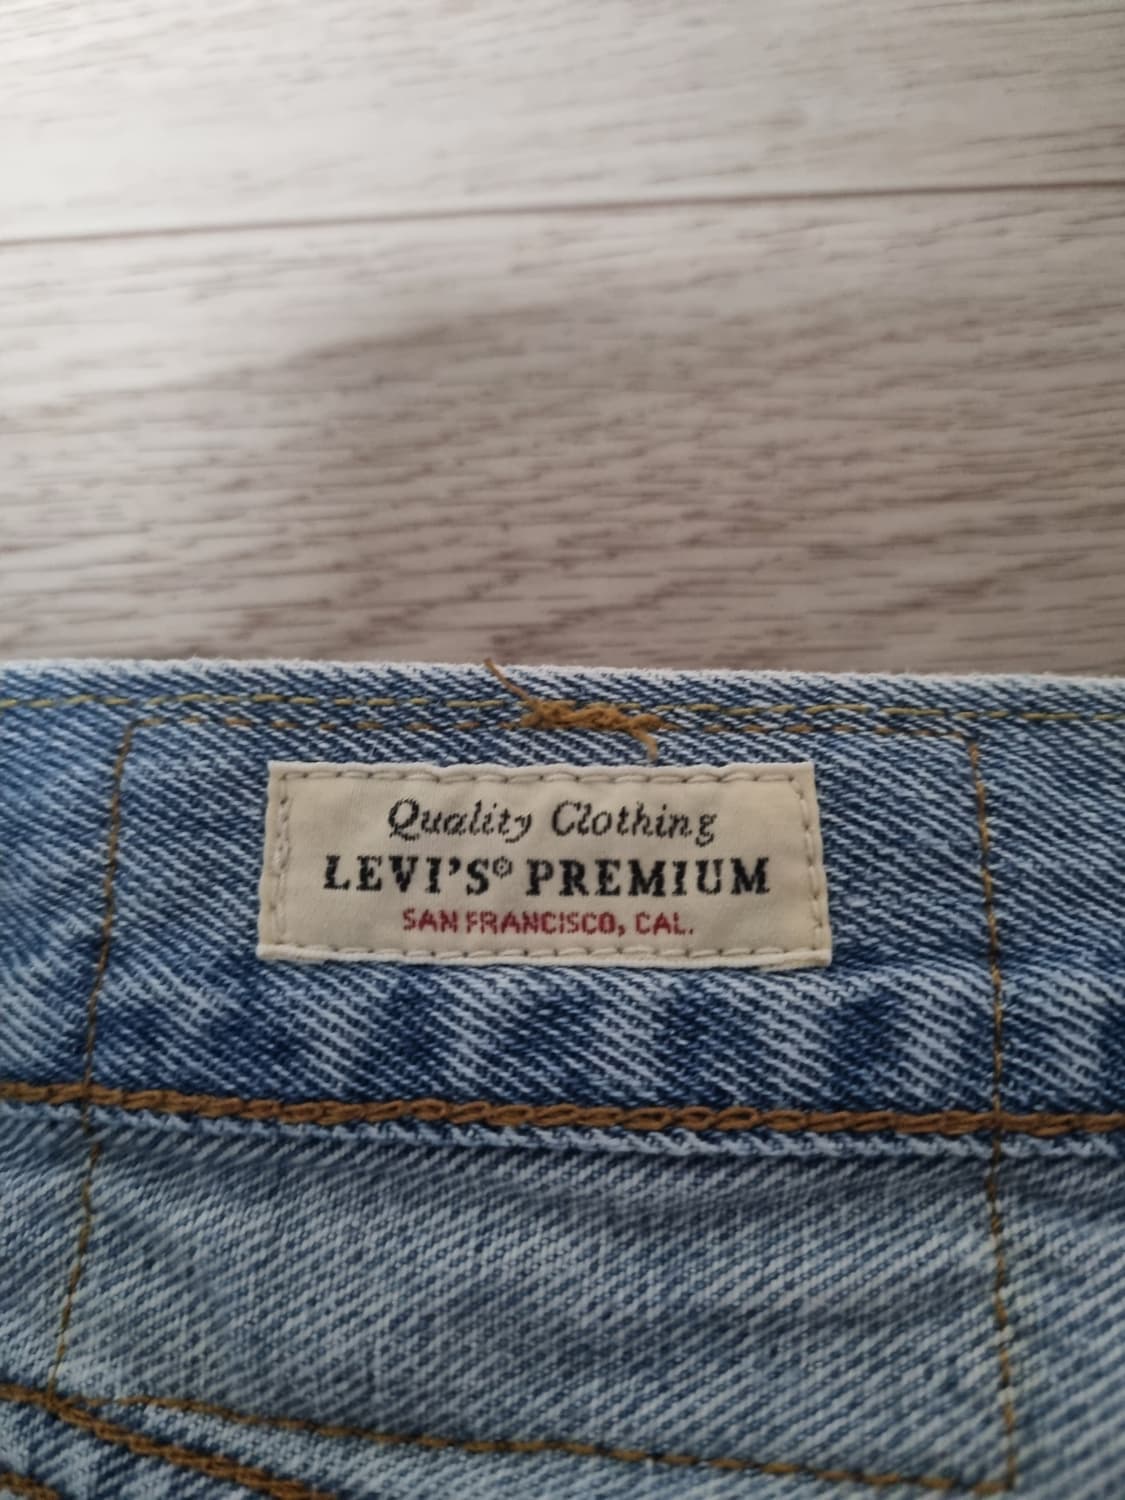 Quality Clothing
LEVI'S® PREMIUM
SAN FRANCISCO, CAL.